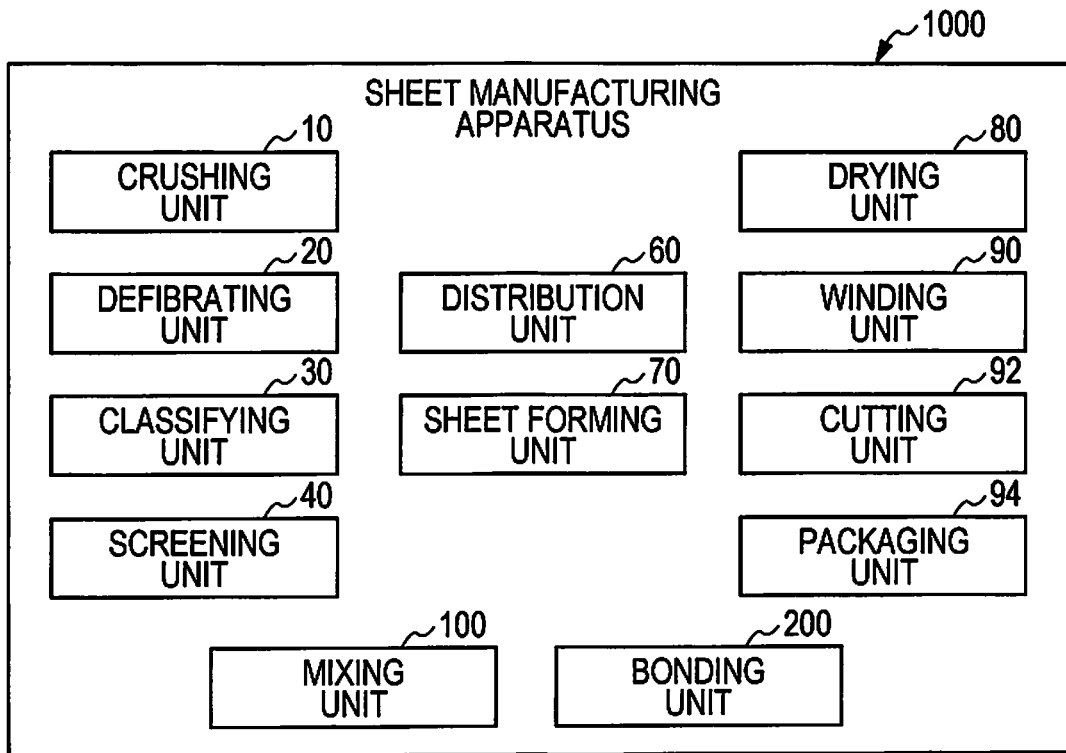 1000
SHEET MANUFACTURING
APPARATUS
10
CRUSHING
UNIT
20
DEFIBRATING
UNIT
30
CLASSIFYING
UNIT
40
SCREENING
UNIT
60
DISTRIBUTION
UNIT
70
SHEET FORMING
UNIT
80
DRYING
UNIT
90
WINDING
UNIT
92
CUTTING
UNIT
94
PACKAGING
UNIT
100
MIXING
UNIT
200
BONDING
UNIT